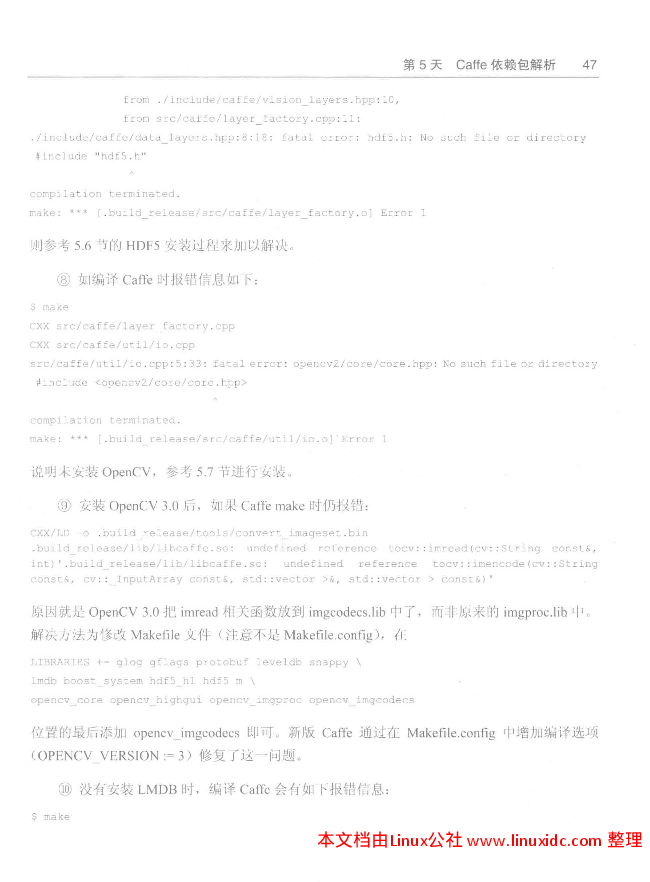 第 5 天 Caffe 依赖包解析 47
from ./include/caffe/vision_layers.hpp:10,
from src/caffe/layer_factory.cpp:11:
./include/caffe/data_layers.hpp:8:18: fatal error: hdf5.h: No such file or directory
#include "hdf5.h"
^
compilation terminated.
make: *** [.build_release/src/caffe/layer_factory.o] Error 1
则参考 5.6 节的 HDF5 安装过程来加以解决。
⑧ 如编译 Caffe 时报错信息如下：
$ make
CXX src/caffe/layer_factory.cpp
CXX src/caffe/util/io.cpp
src/caffe/util/io.cpp:5:33: fatal error: opencv2/core/core.hpp: No such file or directory
#include <opencv2/core/core.hpp>
^
compilation terminated.
make: *** [.build_release/src/caffe/util/io.o]`Error 1
说明未安装 OpenCV，参考 5.7 节进行安装。
⑨ 安装 OpenCV 3.0 后，如果 Caffe make 时仍报错：
CXX/LD -o .build_release/tools/convert_imageset.bin
.build_release/lib/libcaffe.so: undefined reference tocv::imread(cv::String const&,
int)'.build_release/lib/libcaffe.so: undefined reference tocv::imencode(cv::String
const&, cv::_InputArray const&, std::vector >&, std::vector > const&)'
原因就是 OpenCV 3.0 把 imread 相关函数放到 imgcodecs.lib 中了，而非原来的 imgproc.lib 中。
解决方法为修改 Makefile 文件（注意不是 Makefile.config），在
LIBRARIES += glog gflags protobuf leveldb snappy \
lmdb boost_system hdf5_hl hdf5 m \
opencv_core opencv_highgui opencv_imgproc opencv_imgcodecs
位置的最后添加 opencv_imgcodecs 即可。新版 Caffe 通过在 Makefile.config 中增加编译选项
（OPENCV_VERSION := 3）修复了这一问题。
⑩ 没有安装 LMDB 时，编译 Caffe 会有如下报错信息：
$ make
本文档由Linux公社 www.linuxidc.com 整理